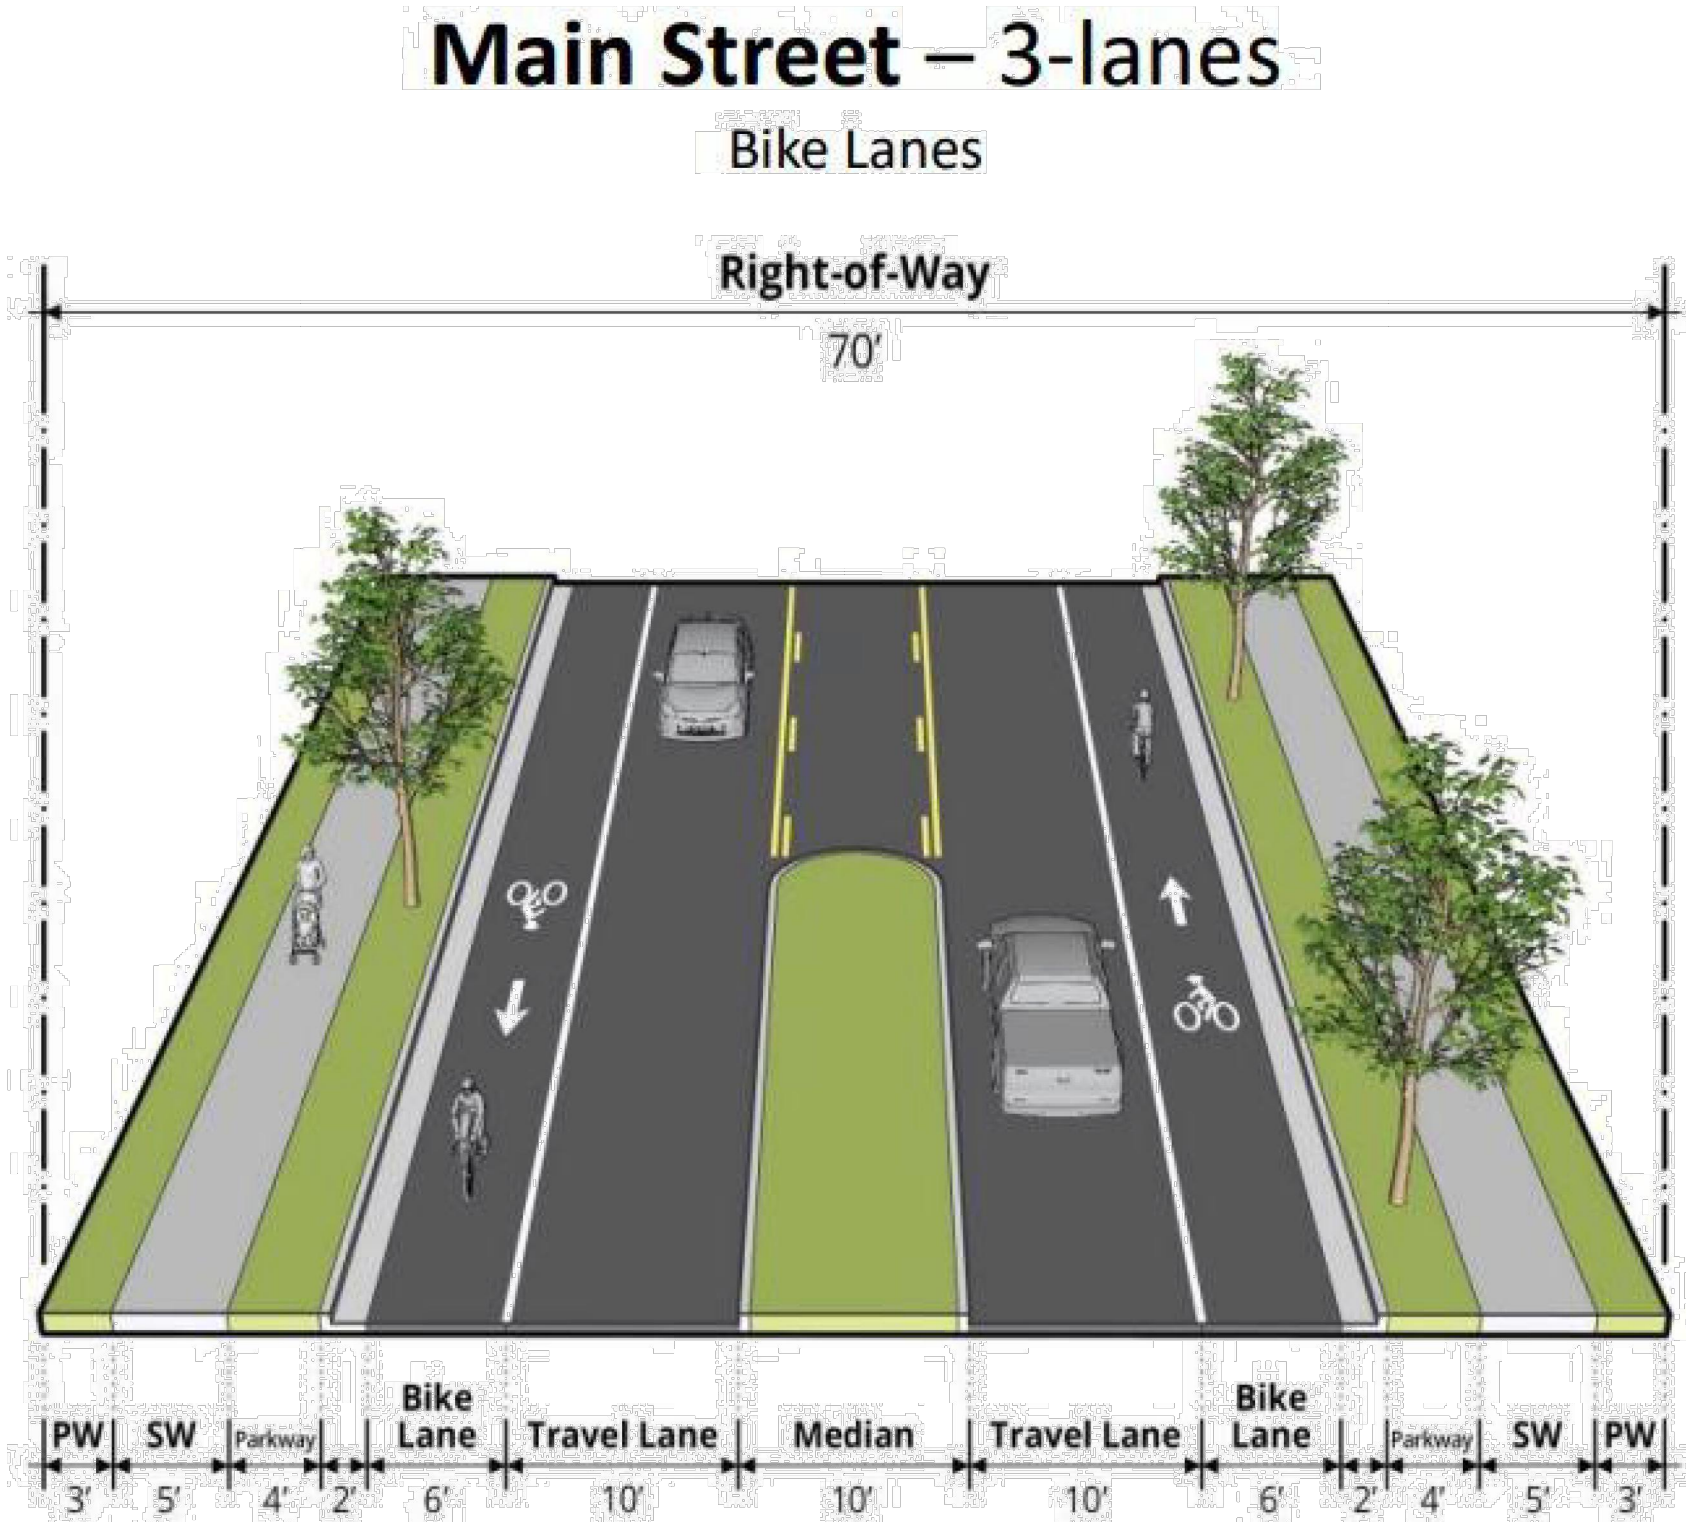 Main Street – 3-lanes
Bike Lanes
Right-of-Way
70'
PW SW Parkway Bike Lane Travel Lane Median Travel Lane Bike Lane Parkway SW PW
3' 5' 4' 2' 6' 10' 10' 10' 6' 2' 4' 5' 3'